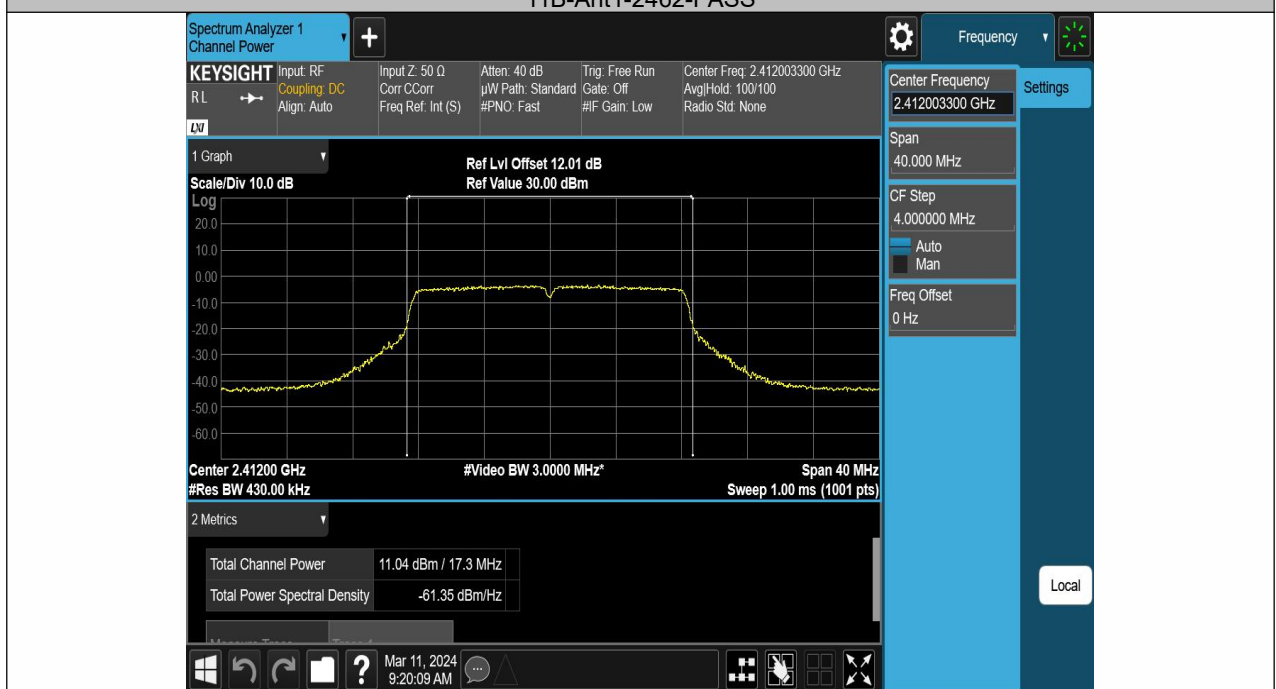 11B-Ant1-2462-PASS
Spectrum Analyzer 1
Channel Power
Frequency
KEYSIGHT
RL
LXI
Input: RF
Coupling: DC
Align: Auto
Input Z: 50 Ω
Corr CCorr
Freq Ref: Int (S)
Atten: 40 dB
µW Path: Standard
#PNO: Fast
Trig: Free Run
Gate: Off
#IF Gain: Low
Center Freq: 2.412003300 GHz
Avg|Hold: 100/100
Radio Std: None
Center Frequency
2.412003300 GHz
Settings
Span
40.000 MHz
CF Step
4.000000 MHz
Auto
Man
Freq Offset
0 Hz
1 Graph
Scale/Div 10.0 dB
Ref Lvl Offset 12.01 dB
Ref Value 30.00 dBm
Log
20.0
10.0
0.00
-10.0
-20.0
-30.0
-40.0
-50.0
-60.0
Center 2.41200 GHz
#Video BW 3.0000 MHz*
Span 40 MHz
#Res BW 430.00 kHz
Sweep 1.00 ms (1001 pts)
2 Metrics
Total Channel Power 11.04 dBm / 17.3 MHz
Total Power Spectral Density -61.35 dBm/Hz
Local
?
Mar 11, 2024
9:20:09 AM